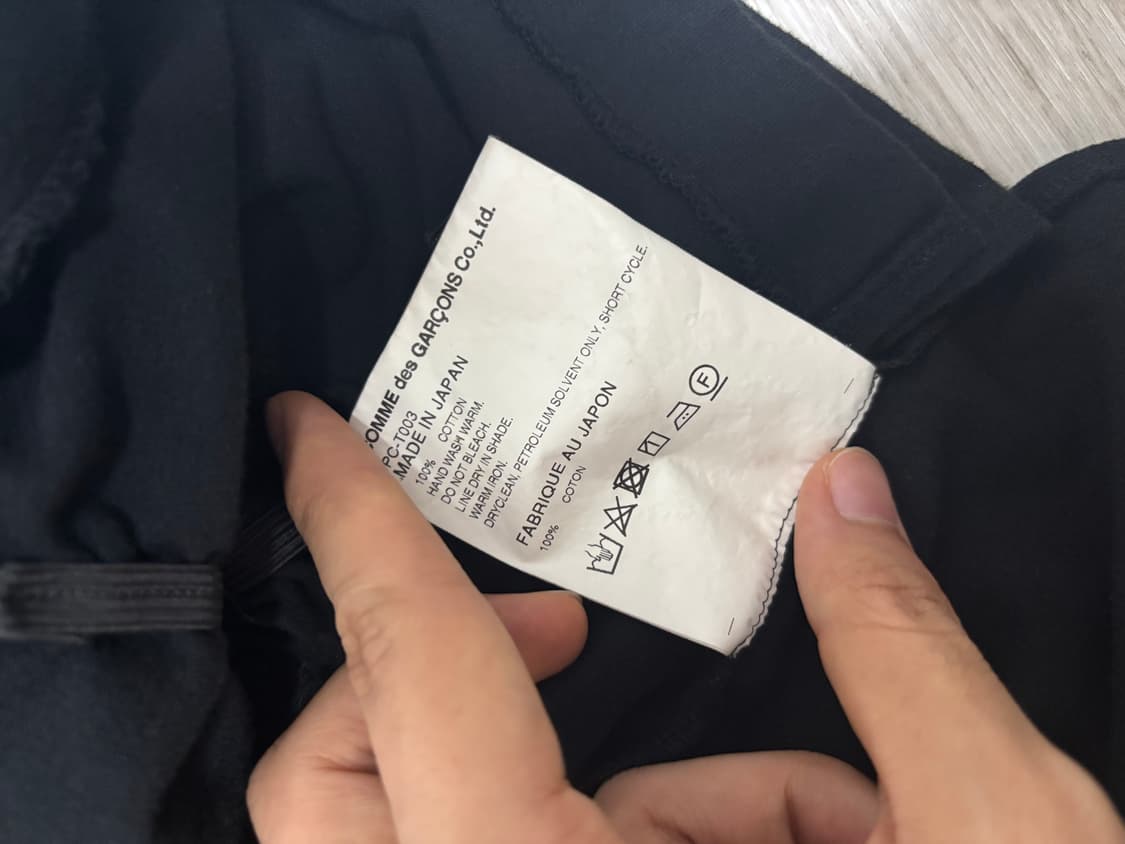 COMME des GARÇONS Co.,Ltd.
PC-T003
MADE IN JAPAN
100% COTTON
HAND WASH WARM.
DO NOT BLEACH.
LINE DRY IN SHADE.
WARM IRON.
DRYCLEAN, PETROLEUM SOLVENT ONLY, SHORT CYCLE.
FABRIQUE AU JAPON
100% COTON
F